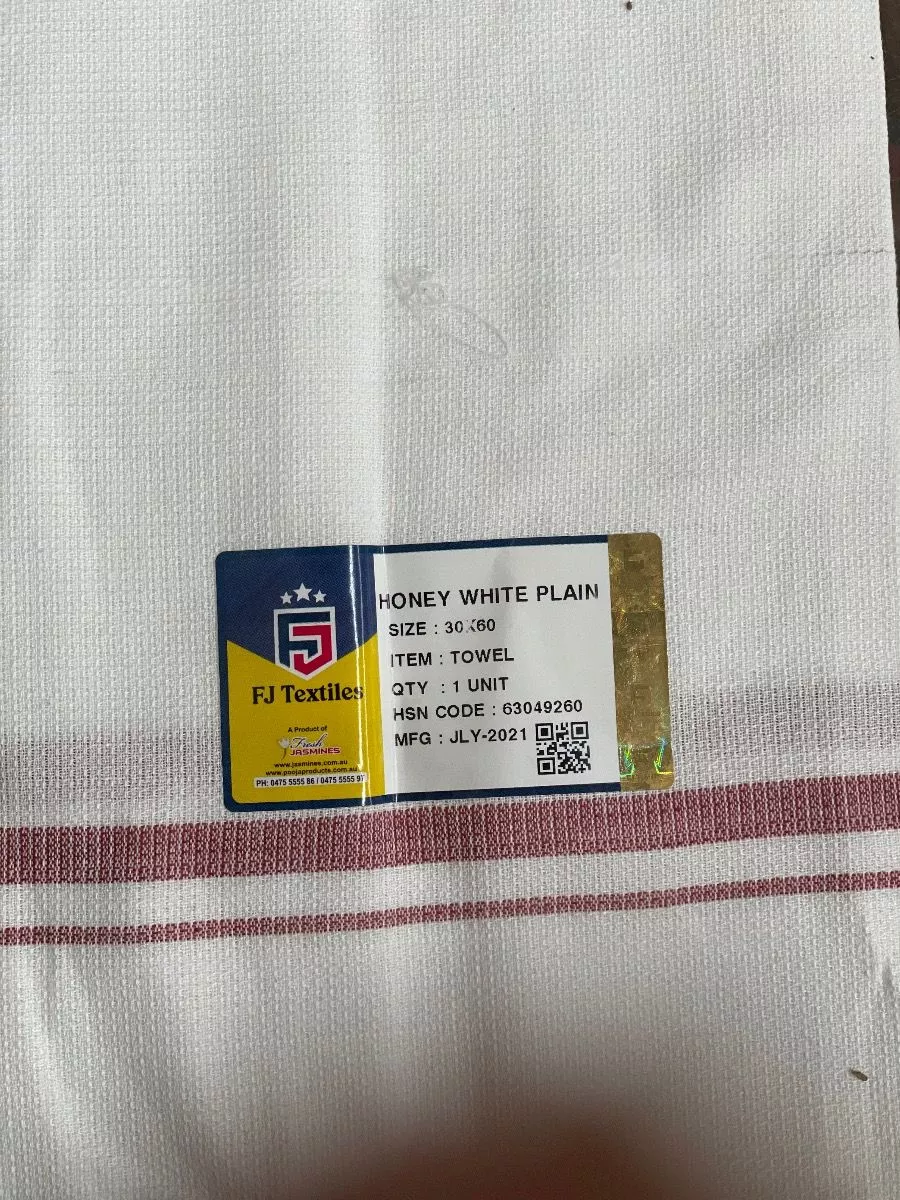 FJ
FJ Textiles
A Product of
Fresh
JASMINES
www.jasmines.com.au
www.poojaproducts.com.au
PH: 0475 5555 86 / 0475 5555 97
HONEY WHITE PLAIN
SIZE : 30X60
ITEM : TOWEL
QTY : 1 UNIT
HSN CODE : 63049260
MFG : JLY-2021